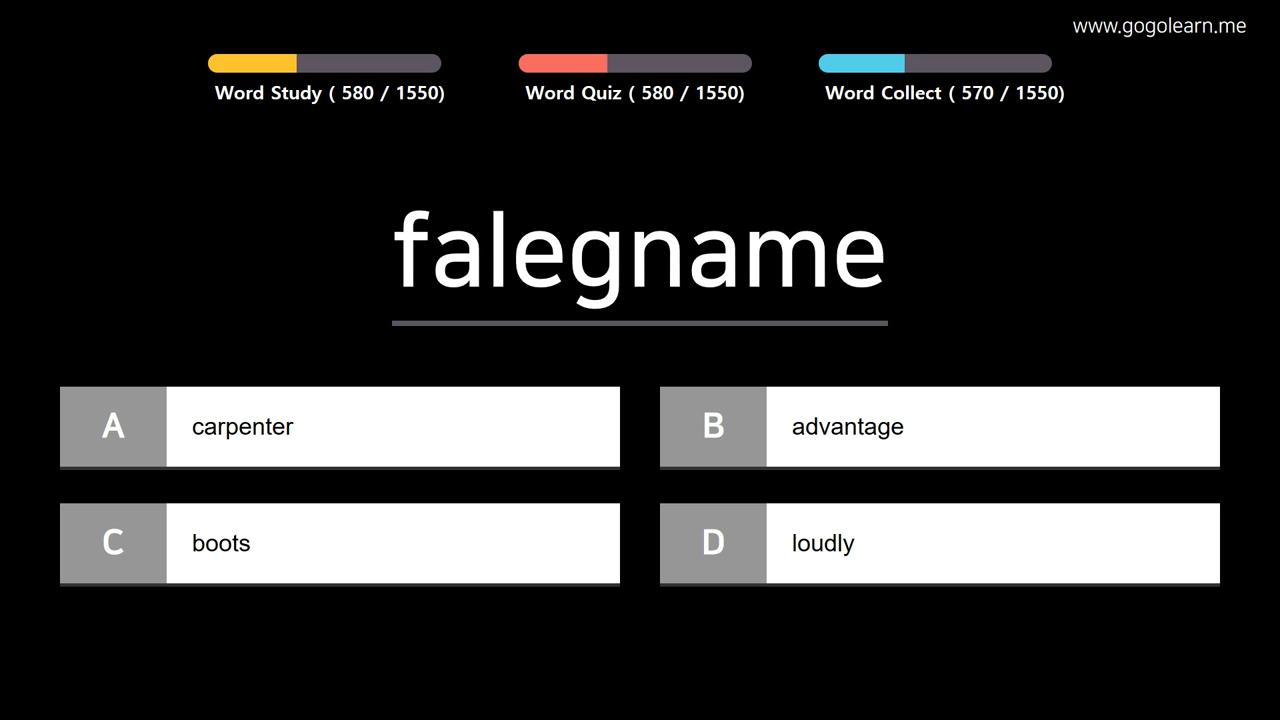 www.gogolearn.me
Word Study ( 580 / 1550)
Word Quiz ( 580 / 1550)
Word Collect ( 570 / 1550)
falegname
A carpenter
B advantage
C boots
D loudly